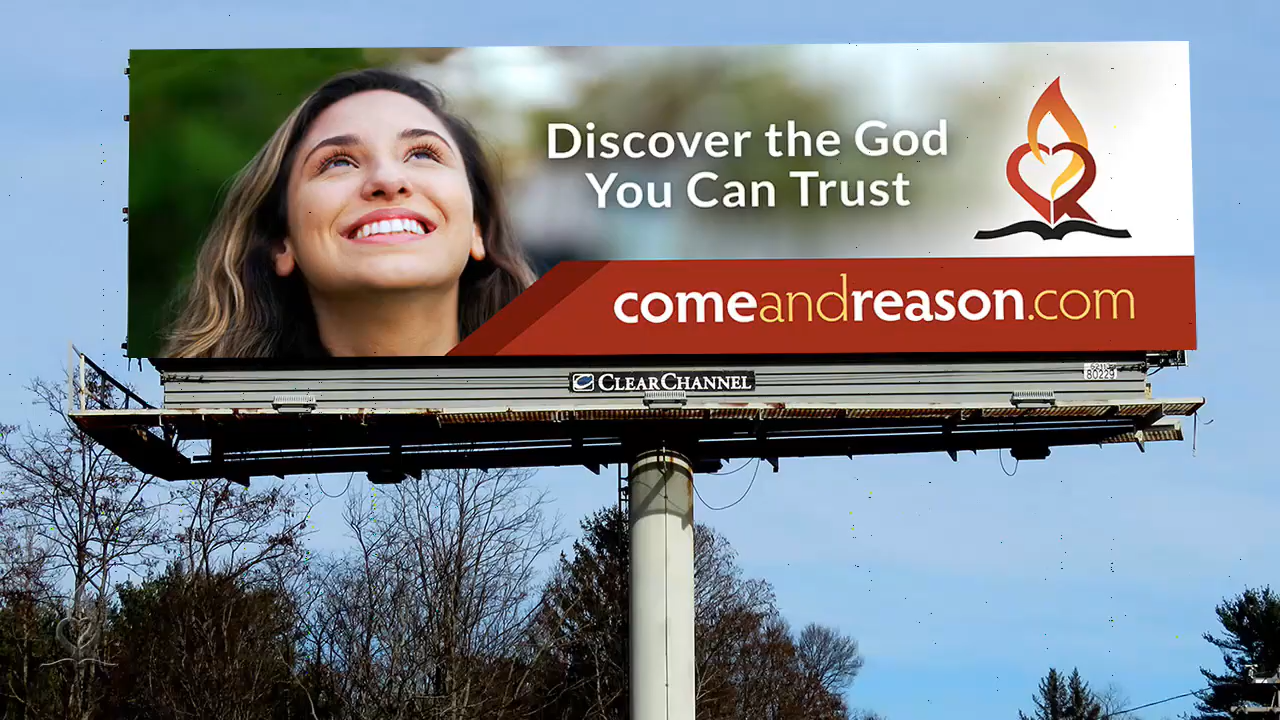 Discover the God
You Can Trust
comeandreason.com
CLEARCHANNEL
80229